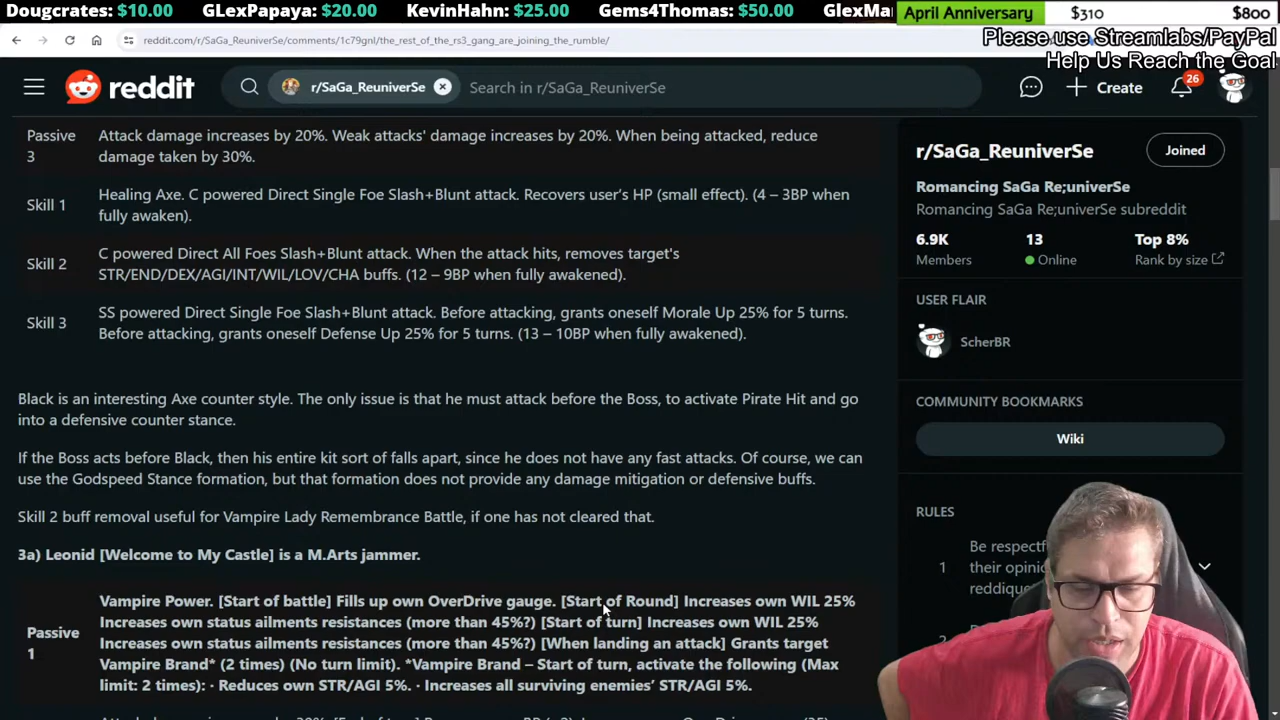 Dougcrates: $10.00 GLexPapaya: $20.00 KevinHahn: $25.00 Gems4Thomas: $50.00
April Anniversary $310 $800
Please use Streamlabs/PayPal
Help Us Reach the Goal
reddit.com/r/SaGa_ReuniverSe/comments/1c79gnl/the_rest_of_the_rs3_gang_are_joining_the_rumble/
reddit r/SaGa_ReuniverSe Search in r/SaGa_ReuniverSe Create 26
Passive 3
Attack damage increases by 20%. Weak attacks' damage increases by 20%. When being attacked, reduce
damage taken by 30%.
Skill 1
Healing Axe. C powered Direct Single Foe Slash+Blunt attack. Recovers user's HP (small effect). (4 – 3BP when
fully awaken).
Skill 2
C powered Direct All Foes Slash+Blunt attack. When the attack hits, removes target's
STR/END/DEX/AGI/INT/WIL/LOV/CHA buffs. (12 – 9BP when fully awakened).
Skill 3
SS powered Direct Single Foe Slash+Blunt attack. Before attacking, grants oneself Morale Up 25% for 5 turns.
Before attacking, grants oneself Defense Up 25% for 5 turns. (13 – 10BP when fully awakened).
Black is an interesting Axe counter style. The only issue is that he must attack before the Boss, to activate Pirate Hit and go
into a defensive counter stance.
If the Boss acts before Black, then his entire kit sort of falls apart, since he does not have any fast attacks. Of course, we can
use the Godspeed Stance formation, but that formation does not provide any damage mitigation or defensive buffs.
Skill 2 buff removal useful for Vampire Lady Remembrance Battle, if one has not cleared that.
3a) Leonid [Welcome to My Castle] is a M.Arts jammer.
Passive 1
Vampire Power. [Start of battle] Fills up own OverDrive gauge. [Start of Round] Increases own WIL 25%
Increases own status ailments resistances (more than 45%?) [Start of turn] Increases own WIL 25%
Increases own status ailments resistances (more than 45%?) [When landing an attack] Grants target
Vampire Brand* (2 times) (No turn limit). *Vampire Brand – Start of turn, activate the following (Max
limit: 2 times): · Reduces own STR/AGI 5%. · Increases all surviving enemies' STR/AGI 5%.
r/SaGa_ReuniverSe Joined
Romancing SaGa Re;univerSe
Romancing SaGa Re;univerSe subreddit
6.9K 13 Top 8%
Members Online Rank by size
USER FLAIR
ScherBR
COMMUNITY BOOKMARKS
Wiki
RULES
1 Be respectf
their opini
reddique
2